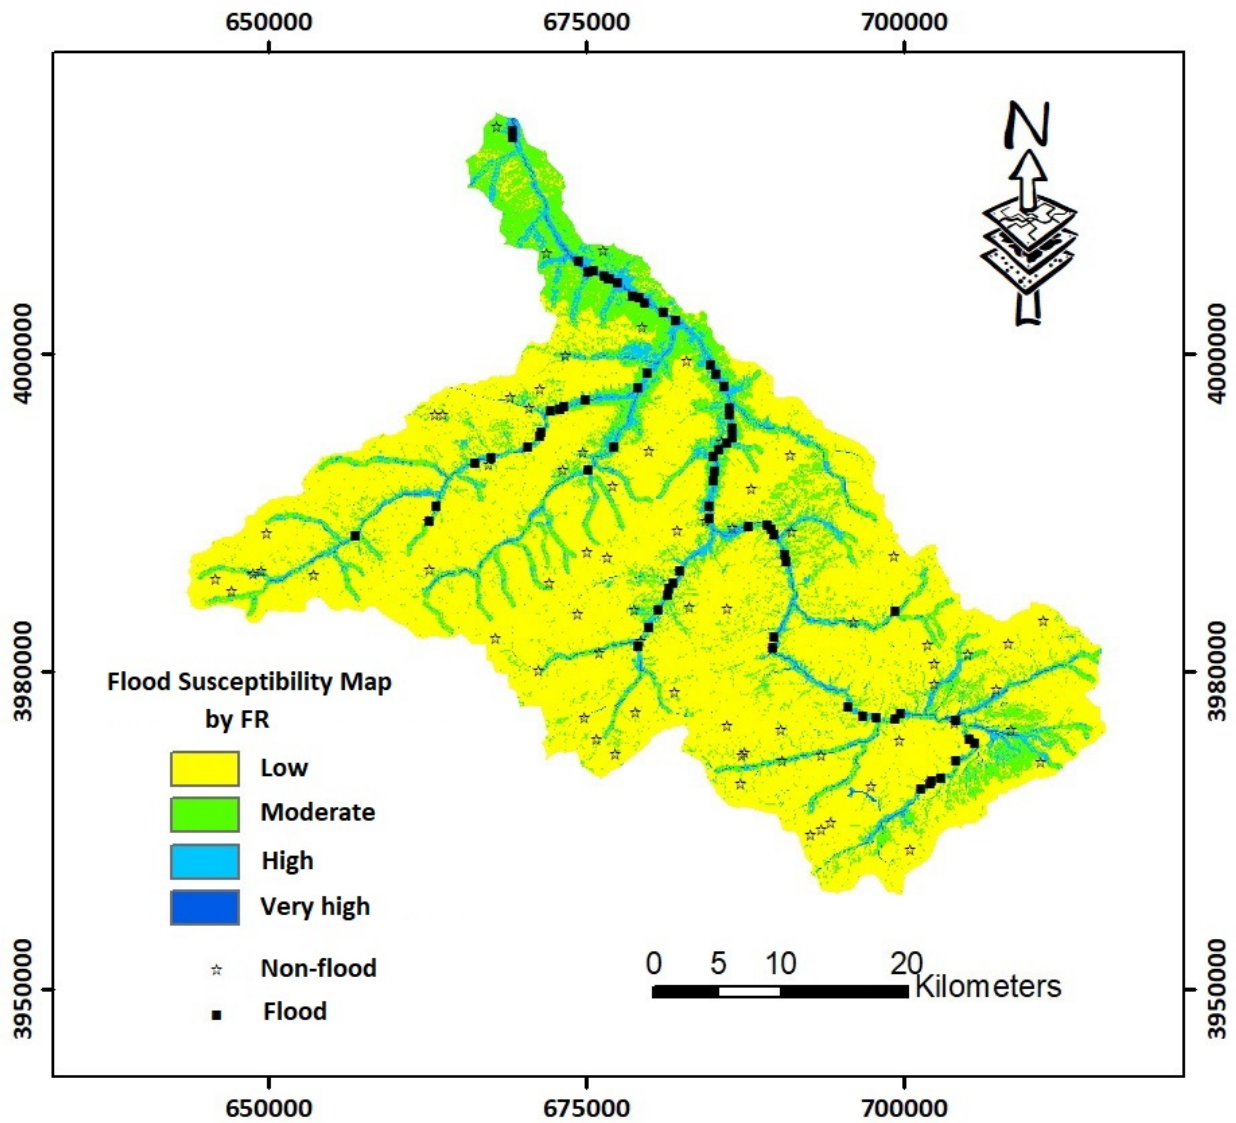 650000 675000 700000
N
4000000 4000000
3980000 3980000
Flood Susceptibility Map
by FR
Low
Moderate
High
Very high
Non-flood
Flood
0 5 10 20
Kilometers
3950000 3950000
650000 675000 700000